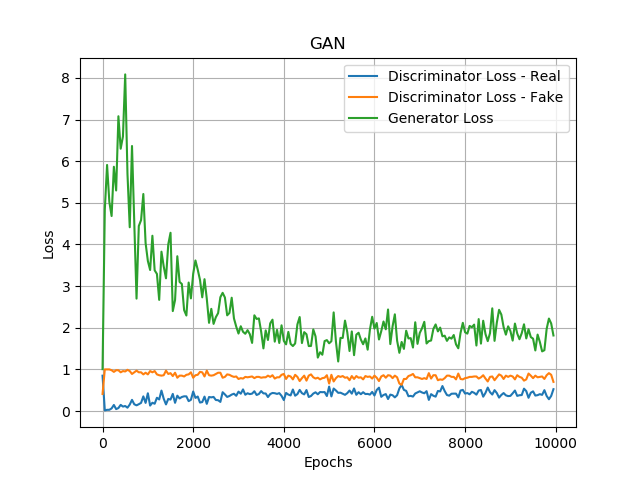 GAN
Discriminator Loss - Real
Discriminator Loss - Fake
Generator Loss
Loss
8
7
6
5
4
3
2
1
0
0 2000 4000 6000 8000 10000
Epochs